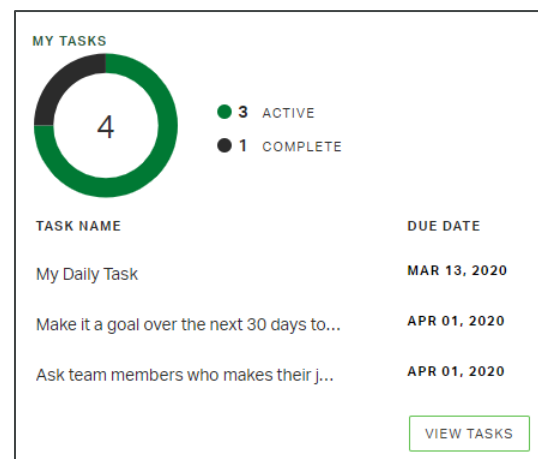 MY TASKS
4
3 ACTIVE
1 COMPLETE
TASK NAME DUE DATE
My Daily Task MAR 13, 2020
Make it a goal over the next 30 days to... APR 01, 2020
Ask team members who makes their j... APR 01, 2020
VIEW TASKS